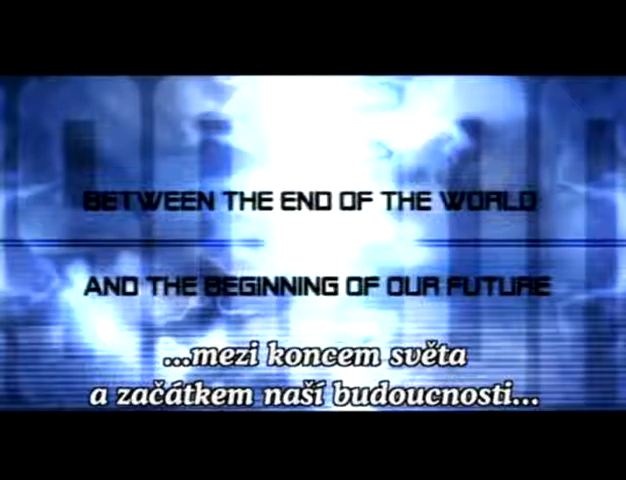 BETWEEN THE END OF THE WORLD
AND THE BEGINNING OF OUR FUTURE
...mezi koncem světa
a začátkem naší budoucnosti...